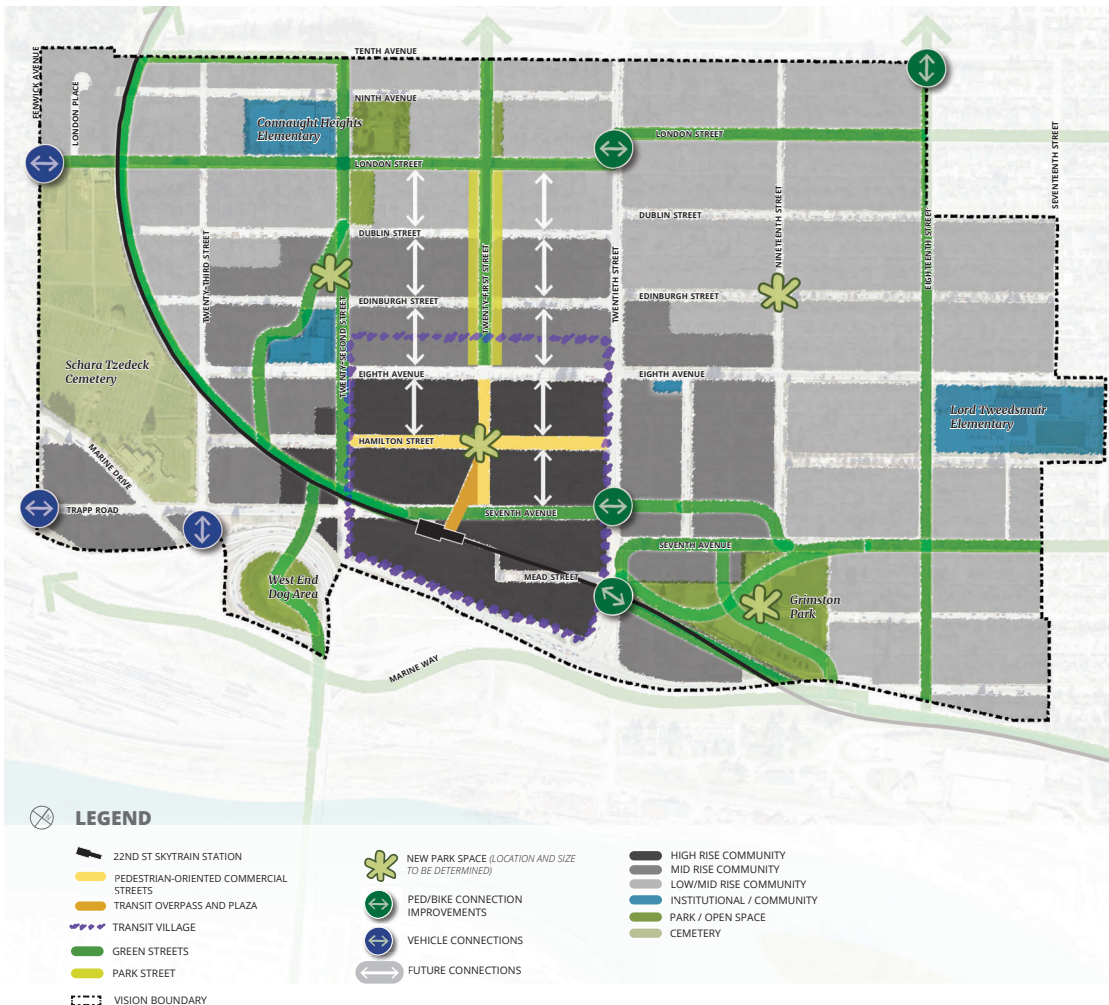 TENTH AVENUE
FENWICK AVENUE
LONDON PLACE
NINTH AVENUE
Connaught Heights
Elementary
LONDON STREET
LONDON STREET
SEVENTEENTH STREET
DUBLIN STREET
DUBLIN STREET
TWENTY-THIRD STREET
TWENTY-SECOND STREET
TWENTY-FIRST STREET
TWENTIETH STREET
NINETEENTH STREET
EIGHTEENTH STREET
EDINBURGH STREET
EDINBURGH STREET
Schara Tzedeck
Cemetery
EIGHTH AVENUE
EIGHTH AVENUE
Lord Tweedsmuir
Elementary
HAMILTON STREET
MARINE DRIVE
TRAPP ROAD
SEVENTH AVENUE
SEVENTH AVENUE
MEAD STREET
West End
Dog Area
Grimston
Park
MARINE WAY
LEGEND
22ND ST SKYTRAIN STATION
PEDESTRIAN-ORIENTED COMMERCIAL
STREETS
TRANSIT OVERPASS AND PLAZA
TRANSIT VILLAGE
GREEN STREETS
PARK STREET
VISION BOUNDARY
NEW PARK SPACE (LOCATION AND SIZE
TO BE DETERMINED)
PED/BIKE CONNECTION
IMPROVEMENTS
VEHICLE CONNECTIONS
FUTURE CONNECTIONS
HIGH RISE COMMUNITY
MID RISE COMMUNITY
LOW/MID RISE COMMUNITY
INSTITUTIONAL / COMMUNITY
PARK / OPEN SPACE
CEMETERY